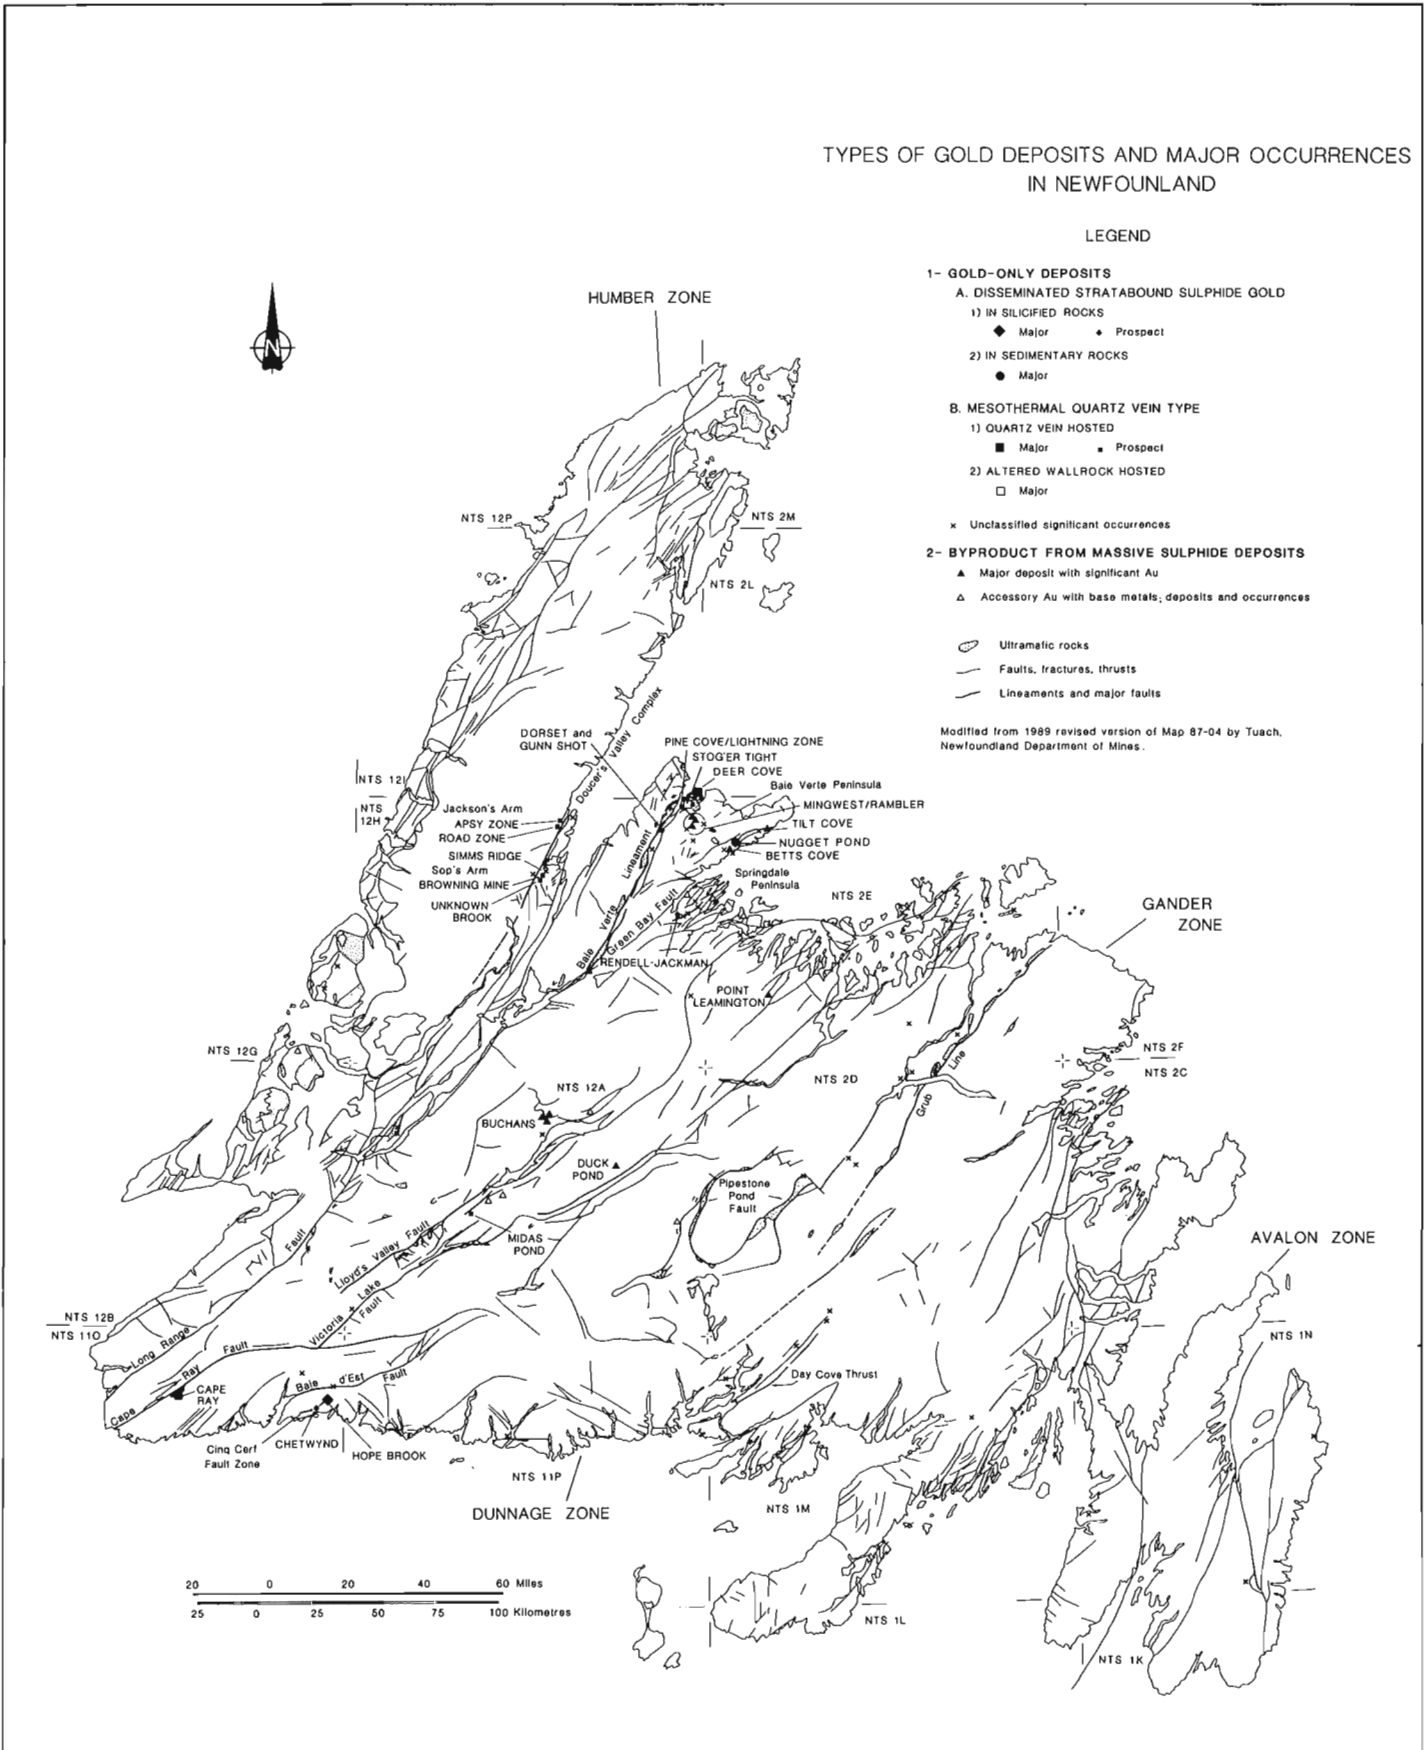 TYPES OF GOLD DEPOSITS AND MAJOR OCCURRENCES
IN NEWFOUNLAND
LEGEND
1- GOLD-ONLY DEPOSITS
A. DISSEMINATED STRATABOUND SULPHIDE GOLD
1) IN SILICIFIED ROCKS
Major
Prospect
2) IN SEDIMENTARY ROCKS
Major
B. MESOTHERMAL QUARTZ VEIN TYPE
1) QUARTZ VEIN HOSTED
Major
Prospect
2) ALTERED WALLROCK HOSTED
Major
x Unclassified significant occurrences
2- BYPRODUCT FROM MASSIVE SULPHIDE DEPOSITS
Major deposit with significant Au
Accessory Au with base metals; deposits and occurrences
Ultramafic rocks
Faults, fractures, thrusts
Lineaments and major faults
Modified from 1989 revised version of Map 87-04 by Tuach,
Newfoundland Department of Mines.
N
HUMBER ZONE
NTS 12P
NTS 2M
NTS 2L
Doucer's Valley Complex
DORSET and
GUNN SHOT
PINE COVE/LIGHTNING ZONE
STOG'ER TIGHT
DEER COVE
Baie Verte Peninsula
MINGWEST/RAMBLER
TILT COVE
NUGGET POND
BETTS COVE
NTS 12I
NTS
12H
Jackson's Arm
APSY ZONE
ROAD ZONE
SIMMS RIDGE
Sop's Arm
BROWNING MINE
UNKNOWN
BROOK
Baie Verte Lineament
Green Bay Fault
Springdale
Peninsula
NTS 2E
GANDER
ZONE
RENDELL-JACKMAN
POINT
LEAMINGTON
NTS 12G
NTS 2F
NTS 2C
NTS 2D
Grub Line
NTS 12A
BUCHANS
DUCK
POND
Pipestone
Pond
Fault
MIDAS
POND
Lloyd's Valley Fault
Victoria Lake
Fault
AVALON ZONE
NTS 12B
NTS 11O
Long Range Fault
Cape Ray Fault
CAPE
RAY
Baie d'Est Fault
Day Cove Thrust
NTS 1N
Cinq Cerf
Fault Zone
CHETWYND
HOPE BROOK
NTS 11P
DUNNAGE ZONE
NTS 1M
NTS 1L
NTS 1K
20 0 20 40 60 Miles
25 0 25 50 75 100 Kilometres